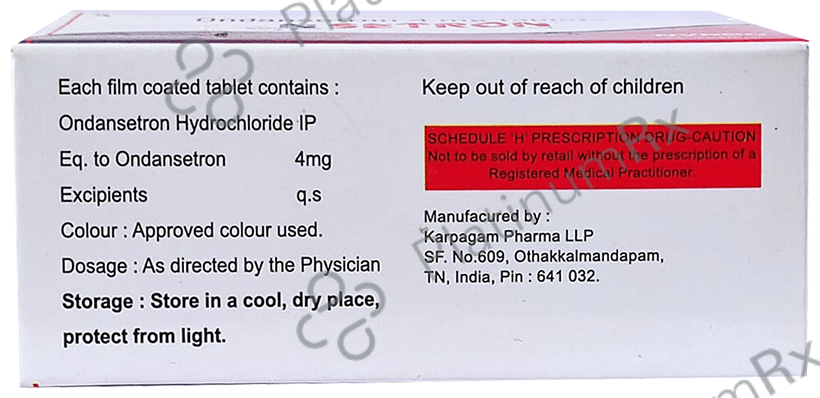 SETRON
Each film coated tablet contains :
Ondansetron Hydrochloride IP
Eq. to Ondansetron 4mg
Excipients q.s
Colour : Approved colour used.
Dosage : As directed by the Physician
Storage : Store in a cool, dry place,
protect from light.
Keep out of reach of children
SCHEDULE 'H' PRESCRIPTION DRUG-CAUTION
Not to be sold by retail without the prescription of a
Registered Medical Practitioner.
Manufacured by :
Karpagam Pharma LLP
SF. No.609, Othakkalmandapam,
TN, India, Pin : 641 032.
PlatinumRx